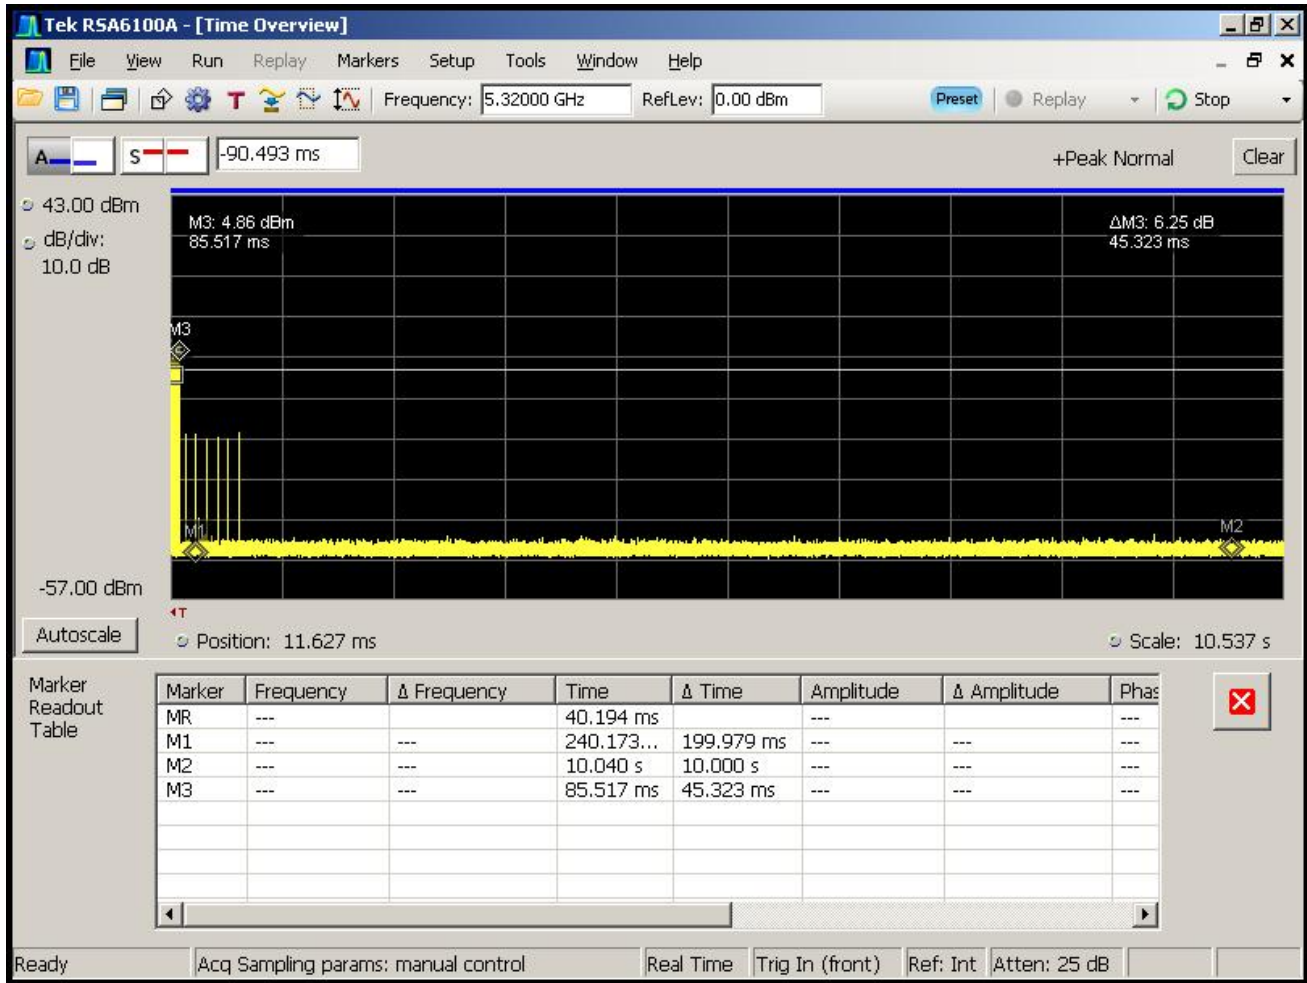 Tek RSA6100A - [Time Overview]
File View Run Replay Markers Setup Tools Window Help
T Frequency: 5.32000 GHz RefLev: 0.00 dBm Preset Replay Stop
A S -90.493 ms +Peak Normal Clear
43.00 dBm
dB/div:
10.0 dB
M3: 4.86 dBm
85.517 ms
ΔM3: 6.25 dB
45.323 ms
M3
M1
M2
-57.00 dBm
T
Autoscale Position: 11.627 ms Scale: 10.537 s
Marker
Readout
Table
Marker Frequency Δ Frequency Time Δ Time Amplitude Δ Amplitude Phas
MR --- 40.194 ms --- ---
M1 --- --- 240.173... 199.979 ms --- --- ---
M2 --- --- 10.040 s 10.000 s --- --- ---
M3 --- --- 85.517 ms 45.323 ms --- --- ---
Ready Acq Sampling params: manual control Real Time Trig In (front) Ref: Int Atten: 25 dB